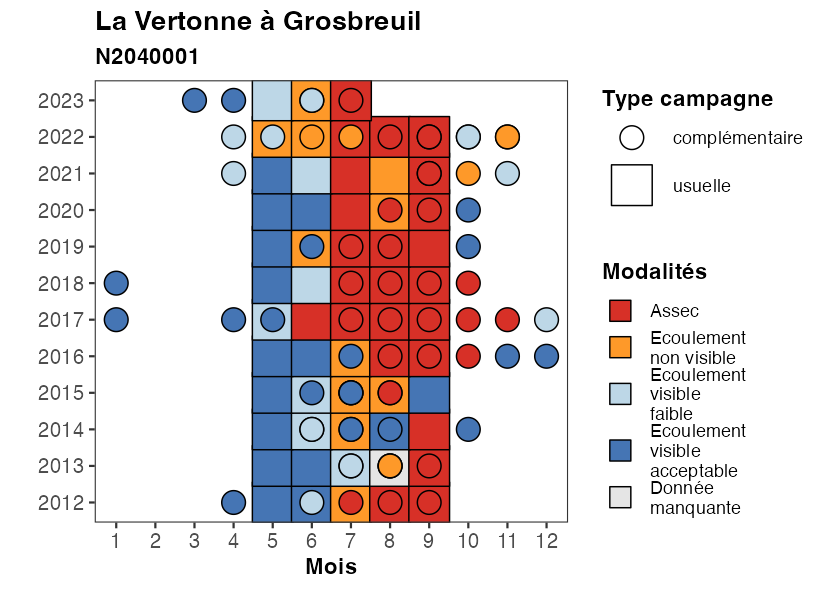 La Vertonne à Grosbreuil
N2040001
2023
2022
2021
2020
2019
2018
2017
2016
2015
2014
2013
2012
1 2 3 4 5 6 7 8 9 10 11 12
Mois
Type campagne
complémentaire
usuelle
Modalités
Assec
Ecoulement
non visible
Ecoulement
visible
faible
Ecoulement
visible
acceptable
Donnée
manquante